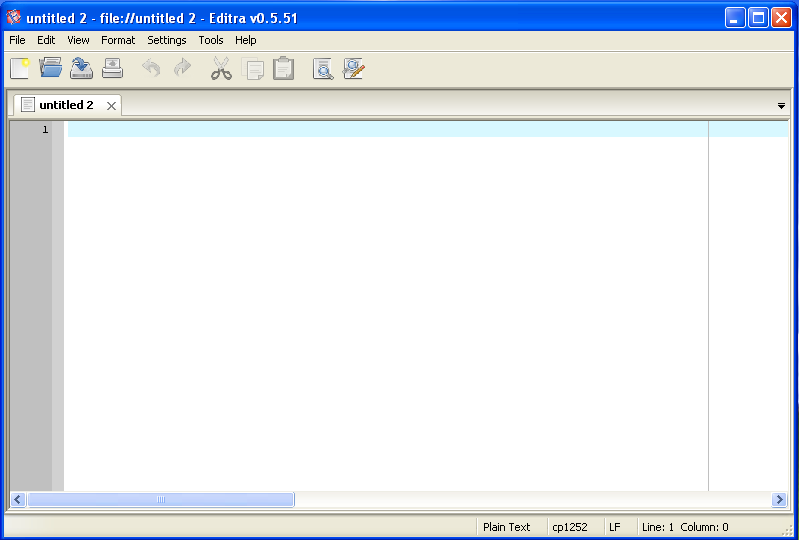 untitled 2 - file://untitled 2 - Editra v0.5.51
File Edit View Format Settings Tools Help
untitled 2
1
Plain Text cp1252 LF Line: 1 Column: 0